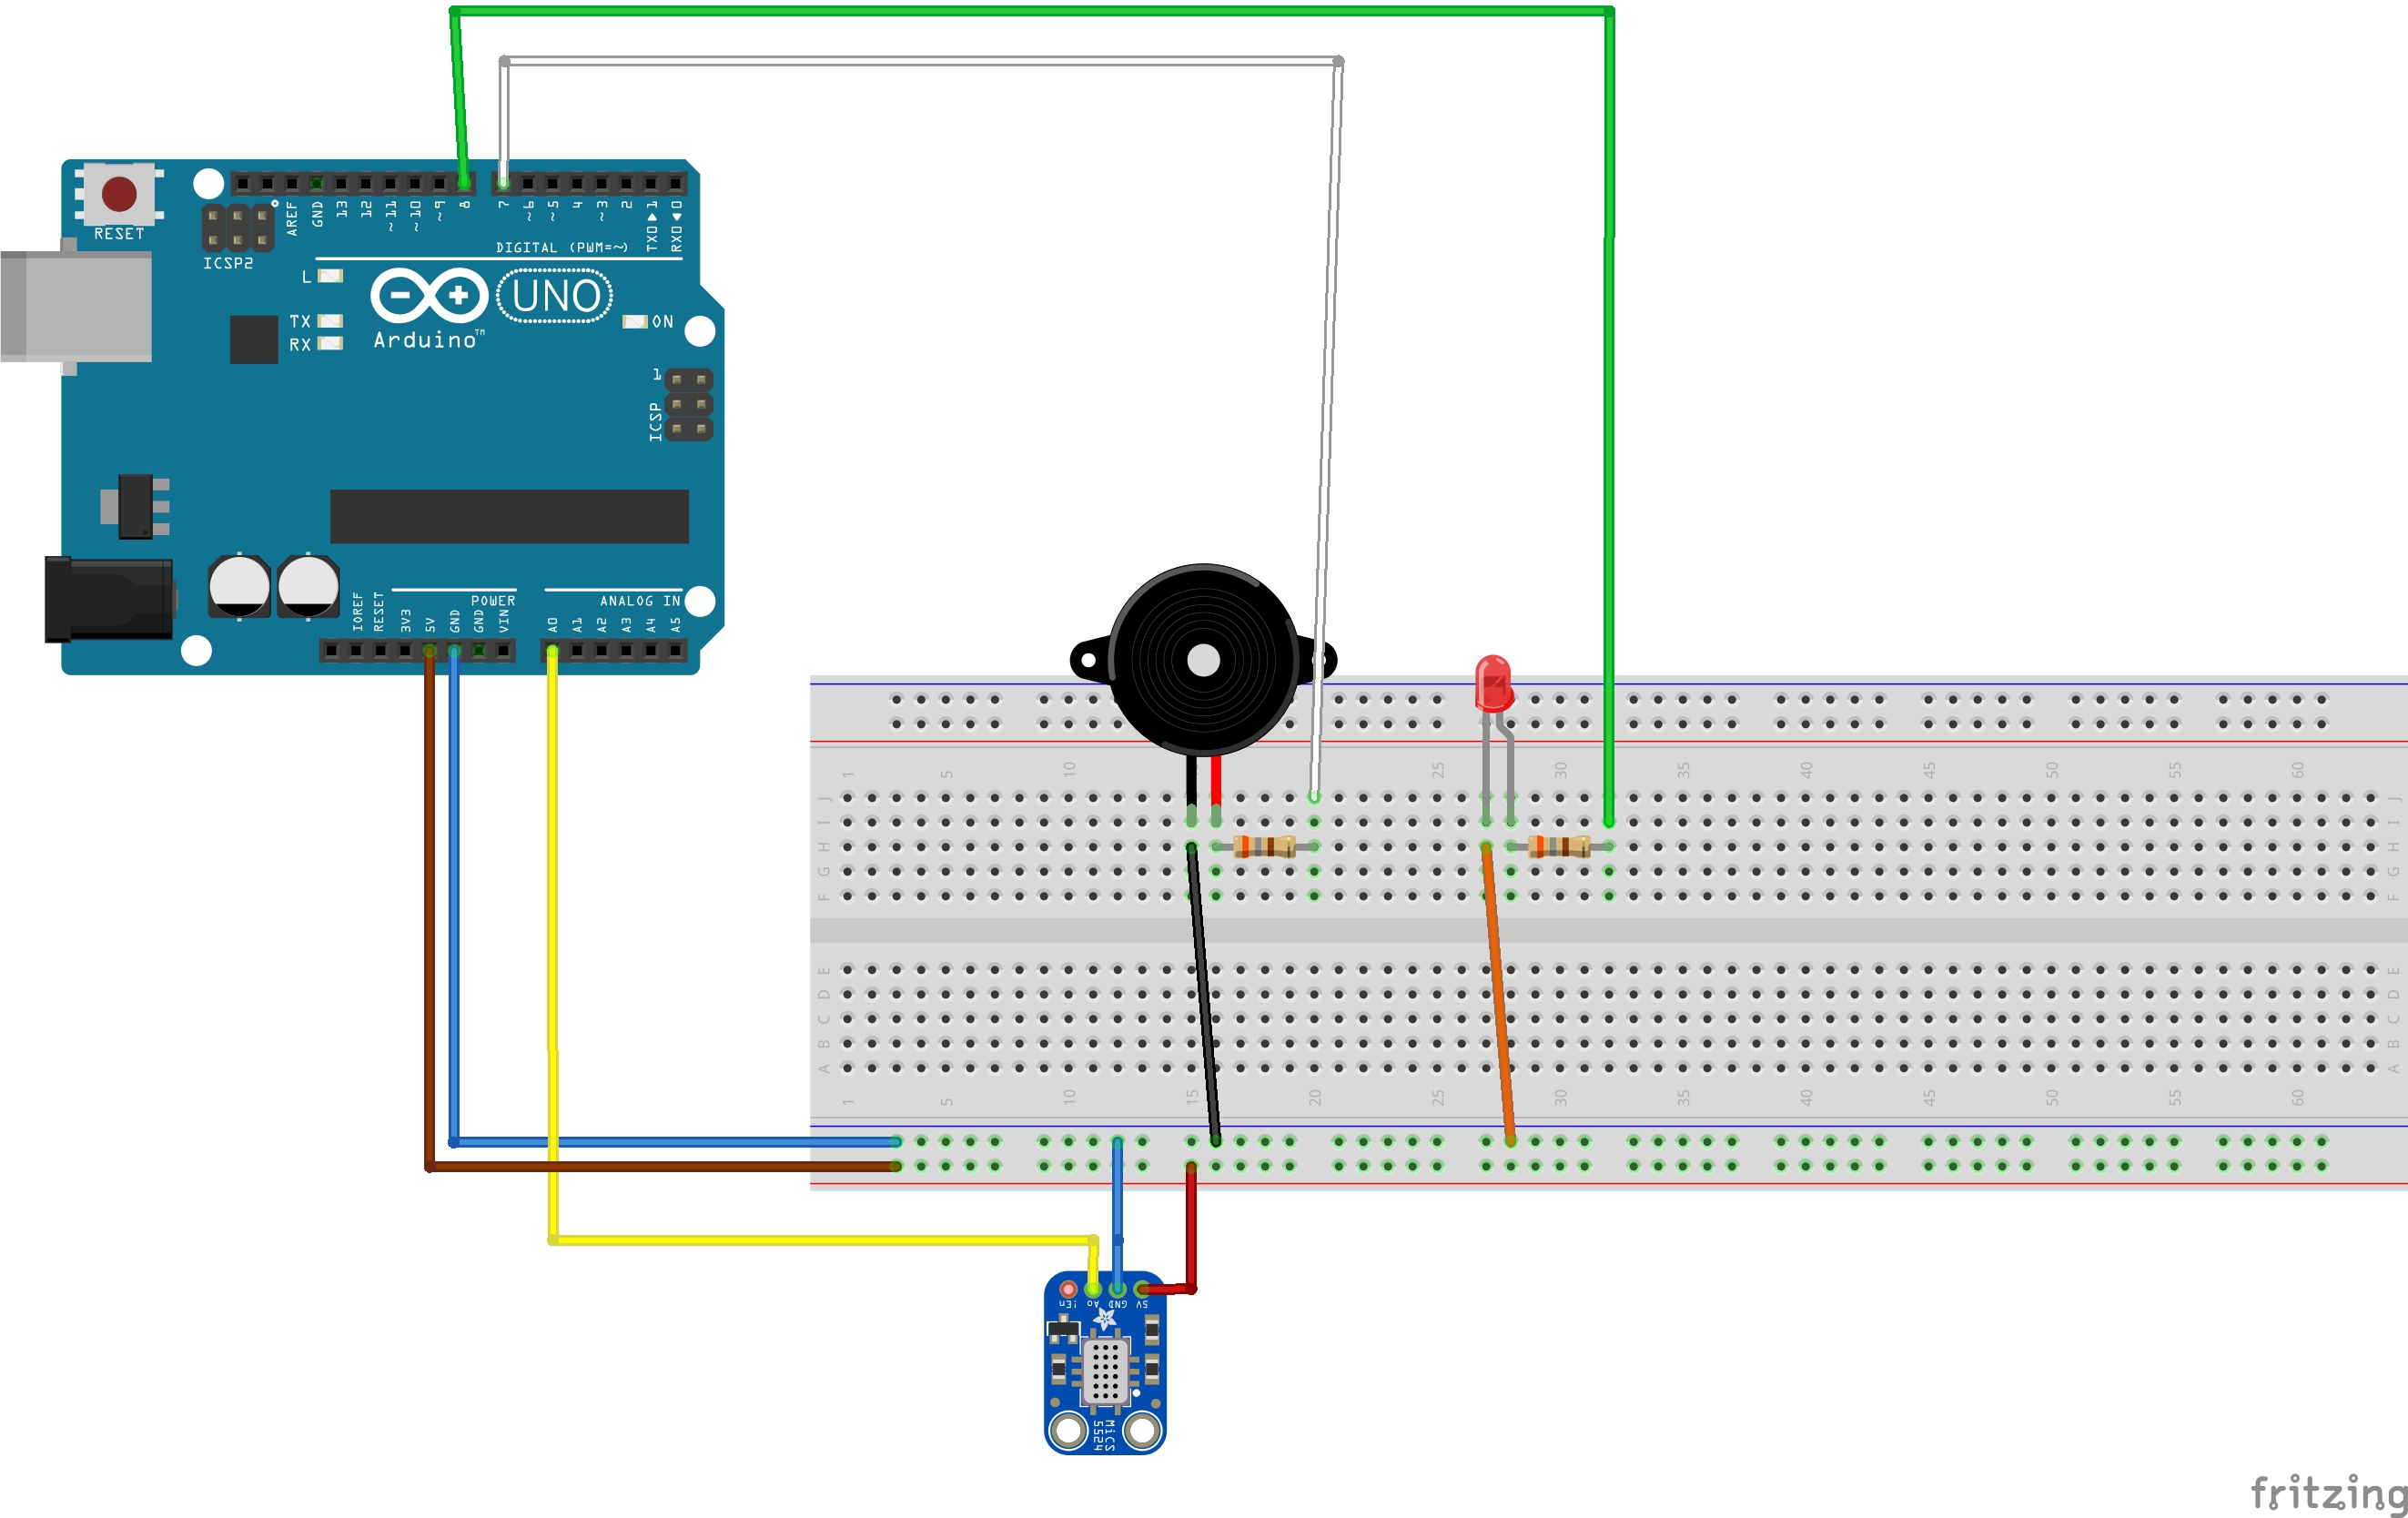 RESET
ICSP2
AREF
GND
13
12
~11
~10
~9
8
7
~6
~5
4
~3
2
TX0▶1
RX0◀0
DIGITAL (PWM=~)
L
TX
RX
Arduino™
UNO
ON
1
ICSP
IOREF
RESET
3V3
5V
GND
GND
VIN
POWER
A0
A1
A2
A3
A4
A5
ANALOG IN
1 5 10 15 20 25 30 35 40 45 50 55 60
J J
I I
H H
G G
F F
E E
D D
C C
B B
A A
1 5 10 15 20 25 30 35 40 45 50 55 60
!En Ao GND 5V
MiCS
5524
fritzing